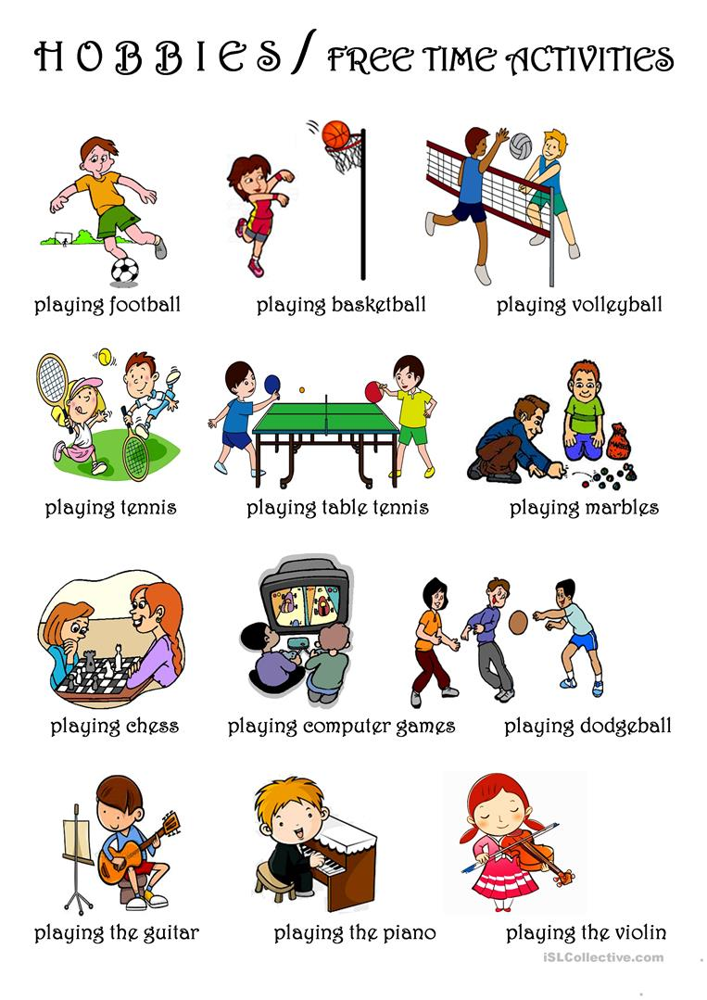 HOBBIES / FREE TIME ACTIVITIES
playing football playing basketball playing volleyball
playing tennis playing table tennis playing marbles
playing chess playing computer games playing dodgeball
playing the guitar playing the piano playing the violin
iSLCollective.com